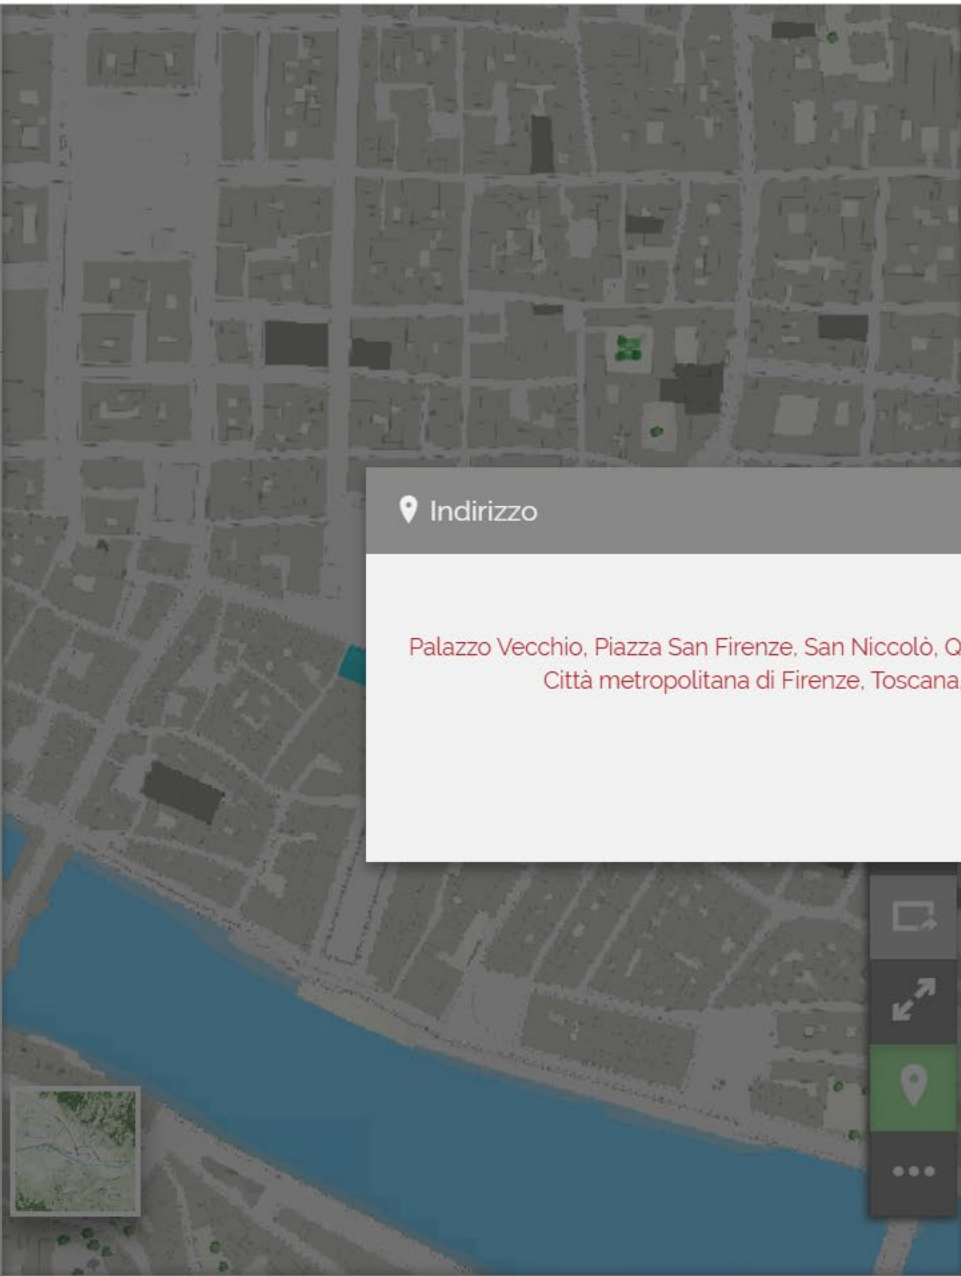 Indirizzo
Palazzo Vecchio, Piazza San Firenze, San Niccolò, Q
Città metropolitana di Firenze, Toscana,